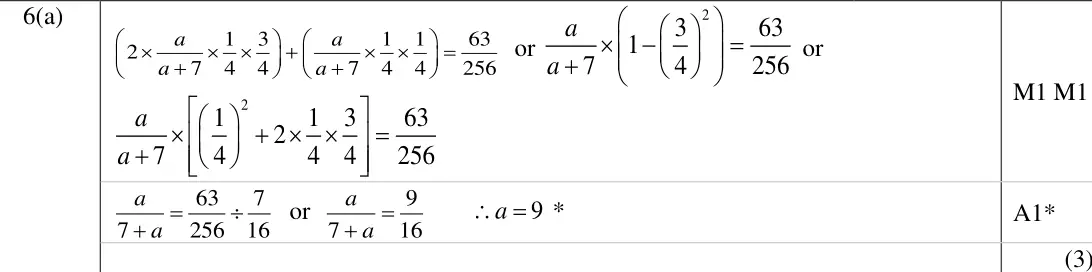 6(a)
(2 × a/(a + 7) × 1/4 × 3/4) + (a/(a + 7) × 1/4 × 1/4) = 63/256 or a/(a + 7) × (1 − (3/4)²) = 63/256 or
a/(a + 7) × [(1/4)² + 2 × 1/4 × 3/4] = 63/256
M1 M1
a/(7 + a) = 63/256 ÷ 7/16 or a/(7 + a) = 9/16 ∴ a = 9 *
A1*
(3)